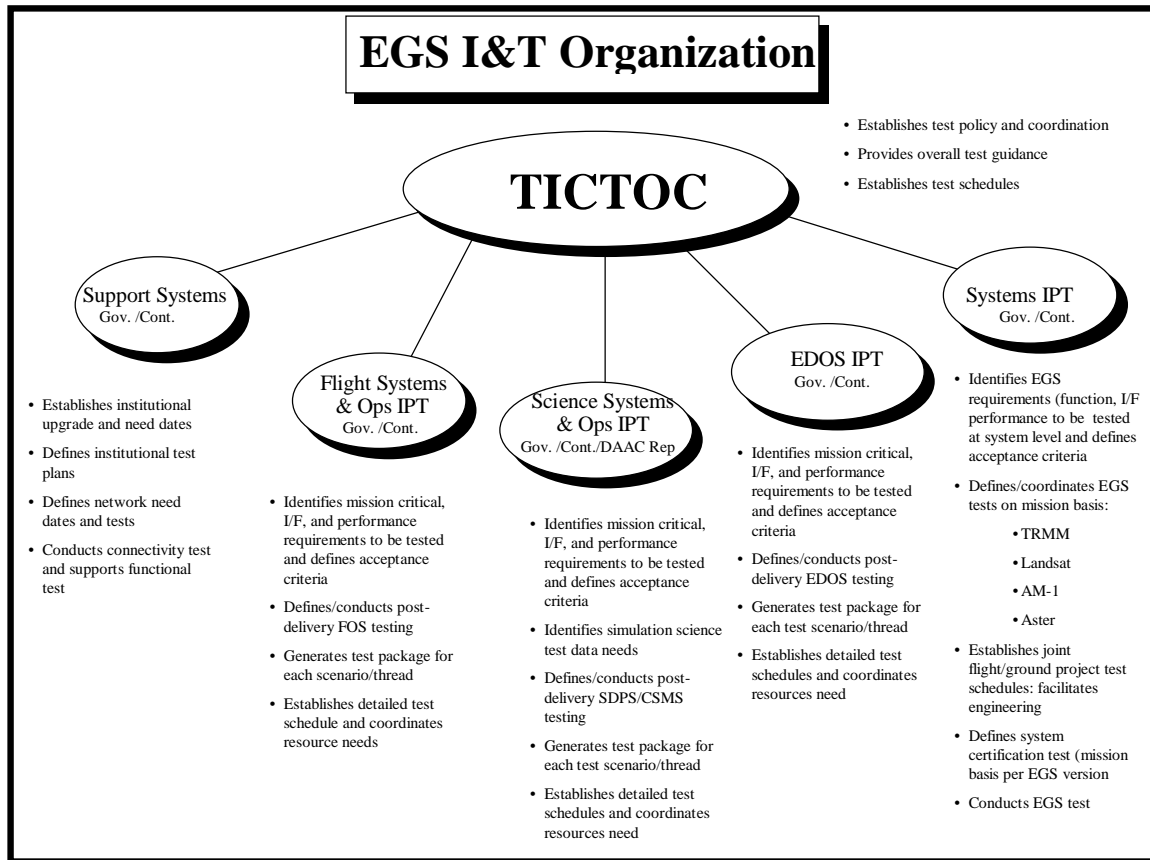 EGS I&T Organization
• Establishes test policy and coordination
• Provides overall test guidance
• Establishes test schedules
TICTOC
Support Systems
Gov. /Cont.
• Establishes institutional
upgrade and need dates
• Defines institutional test
plans
• Defines network need
dates and tests
• Conducts connectivity test
and supports functional
test
Flight Systems
& Ops IPT
Gov. /Cont.
• Identifies mission critical,
I/F, and performance
requirements to be tested
and defines acceptance
criteria
• Defines/conducts post-
delivery FOS testing
• Generates test package for
each scenario/thread
• Establishes detailed test
schedule and coordinates
resource needs
Science Systems
& Ops IPT
Gov. /Cont./DAAC Rep
• Identifies mission critical,
I/F, and performance
requirements to be tested
and defines acceptance
criteria
• Identifies simulation science
test data needs
• Defines/conducts post-
delivery SDPS/CSMS
testing
• Generates test package for
each test scenario/thread
• Establishes detailed test
schedules and coordinates
resources need
EDOS IPT
Gov. /Cont.
• Identifies mission critical,
I/F, and performance
requirements to be tested
and defines acceptance
criteria
• Defines/conducts post-
delivery EDOS testing
• Generates test package for
each test scenario/thread
• Establishes detailed test
schedules and coordinates
resources need
Systems IPT
Gov. /Cont.
• Identifies EGS
requirements (function, I/F
performance to be tested
at system level and defines
acceptance criteria
• Defines/coordinates EGS
tests on mission basis:
• TRMM
• Landsat
• AM-1
• Aster
• Establishes joint
flight/ground project test
schedules: facilitates
engineering
• Defines system
certification test (mission
basis per EGS version
• Conducts EGS test